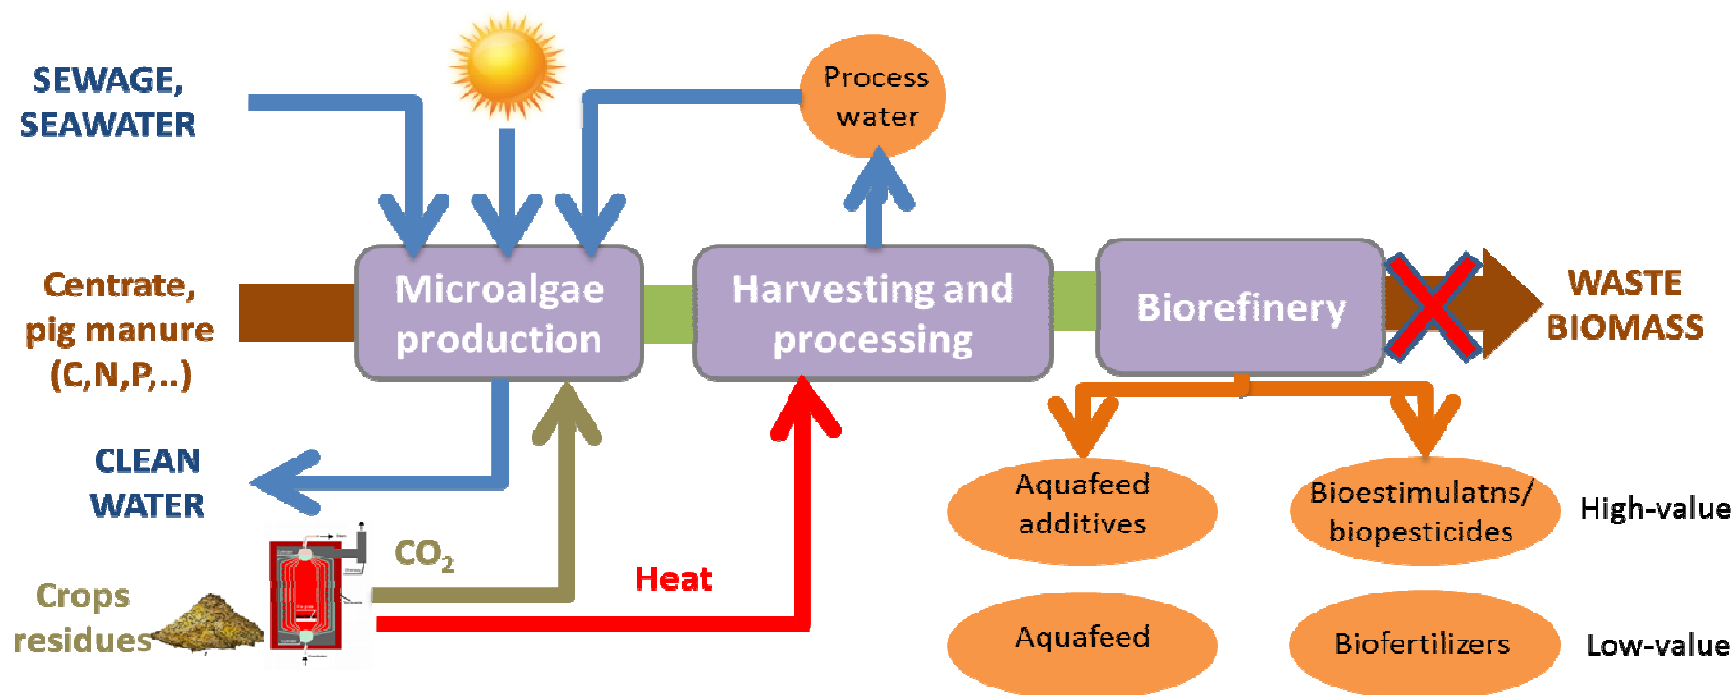 SEWAGE,
SEAWATER
Process
water
Centrate,
pig manure
(C,N,P,..)
Microalgae
production
Harvesting and
processing
Biorefinery
WASTE
BIOMASS
CLEAN
WATER
CO₂
Heat
Crops
residues
Aquafeed
additives
Bioestimulatns/
biopesticides
High-value
Aquafeed
Biofertilizers
Low-value